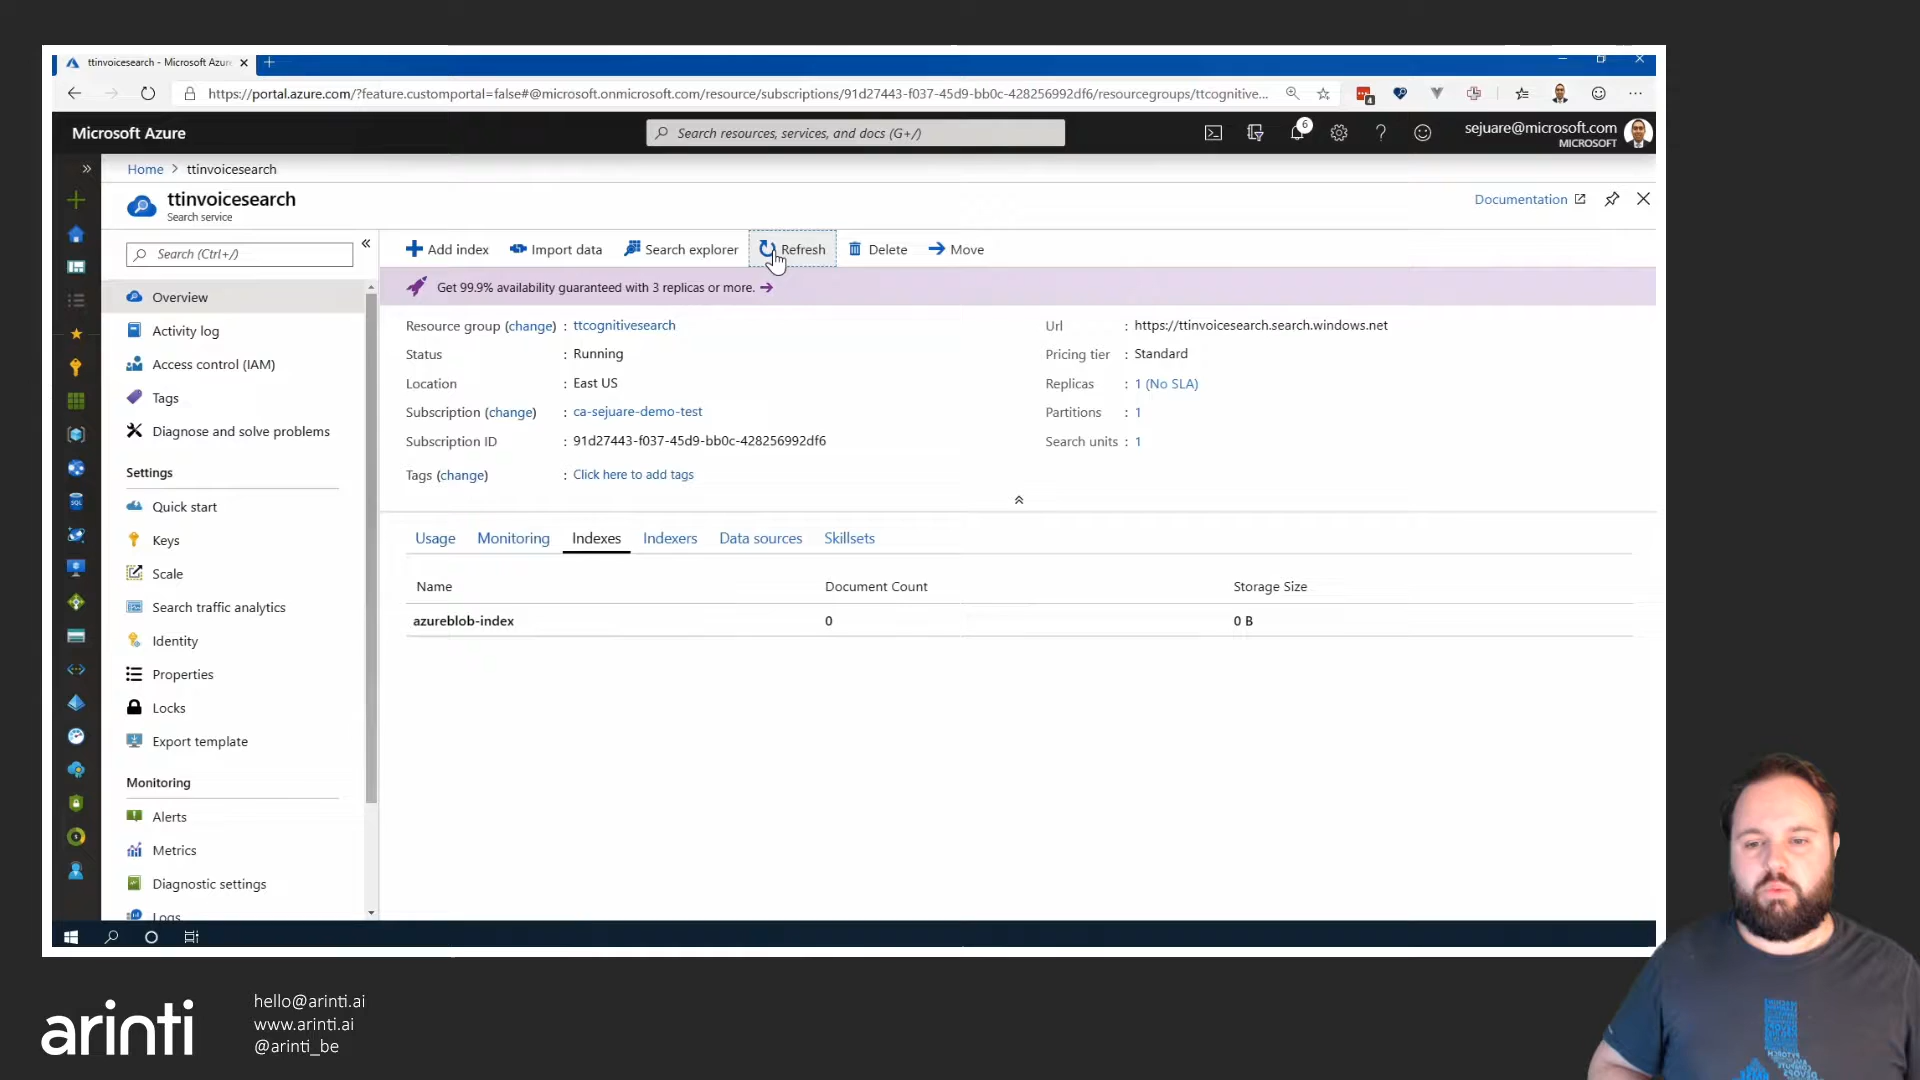 ttinvoicesearch - Microsoft Azur
https://portal.azure.com/?feature.customportal=false#@microsoft.onmicrosoft.com/resource/subscriptions/91d27443-f037-45d9-bb0c-428256992df6/resourcegroups/ttcognitive...
4
Microsoft Azure
Search resources, services, and docs (G+/)
6
sejuare@microsoft.com
MICROSOFT
Home > ttinvoicesearch
ttinvoicesearch
Search service
Documentation
Search (Ctrl+/)
Add index
Import data
Search explorer
Refresh
Delete
Move
Get 99.9% availability guaranteed with 3 replicas or more.
Overview
Activity log
Access control (IAM)
Tags
Diagnose and solve problems
Settings
Quick start
Keys
Scale
Search traffic analytics
Identity
Properties
Locks
Export template
Monitoring
Alerts
Metrics
Diagnostic settings
Logs
Resource group (change) : ttcognitivesearch
Status : Running
Location : East US
Subscription (change) : ca-sejuare-demo-test
Subscription ID : 91d27443-f037-45d9-bb0c-428256992df6
Tags (change) : Click here to add tags
Url : https://ttinvoicesearch.search.windows.net
Pricing tier : Standard
Replicas : 1 (No SLA)
Partitions : 1
Search units : 1
Usage Monitoring Indexes Indexers Data sources Skillsets
Name Document Count Storage Size
azureblob-index 0 0 B
arinti
hello@arinti.ai
www.arinti.ai
@arinti_be